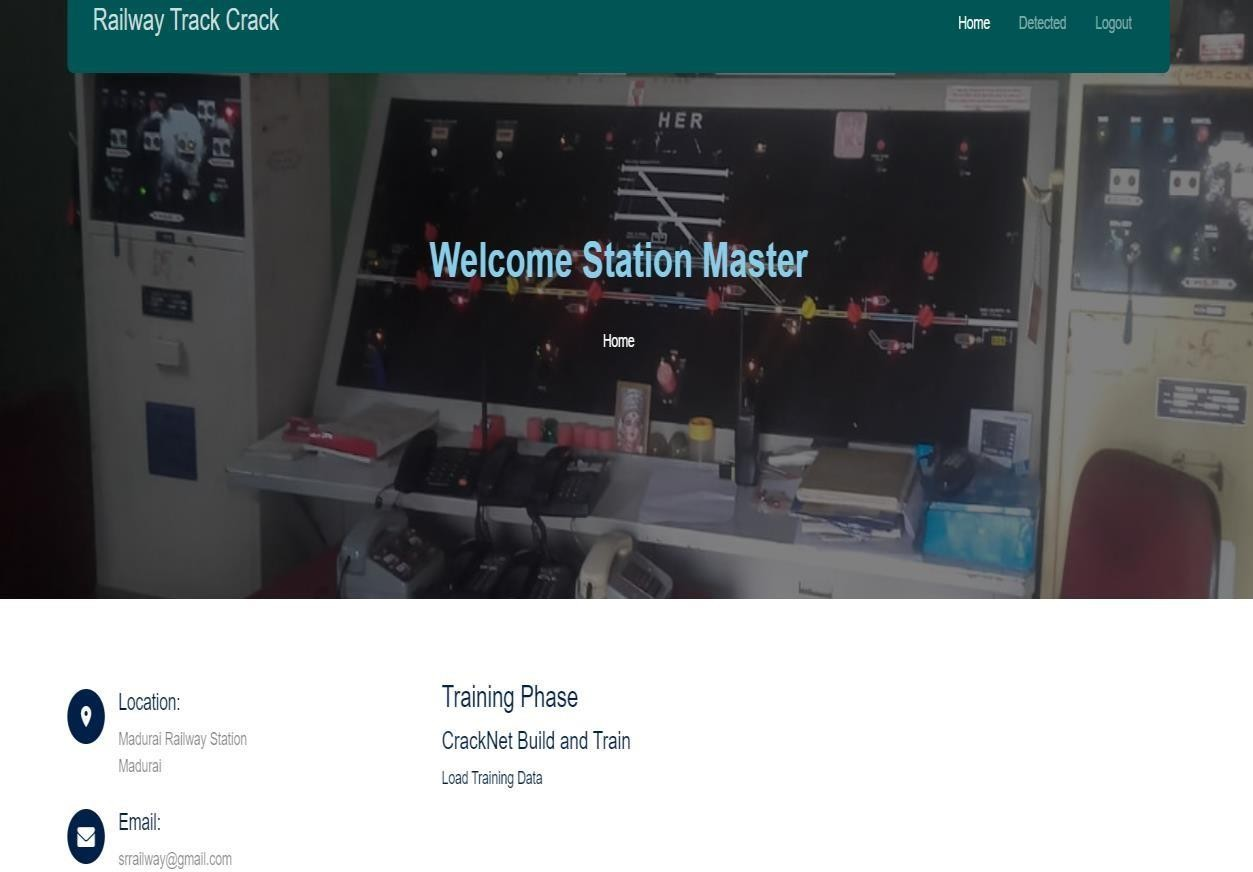 Railway Track Crack
Home Detected Logout
HER
Welcome Station Master
Home
Location:
Madurai Railway Station
Madurai
Email:
srrailway@gmail.com
Training Phase
CrackNet Build and Train
Load Training Data